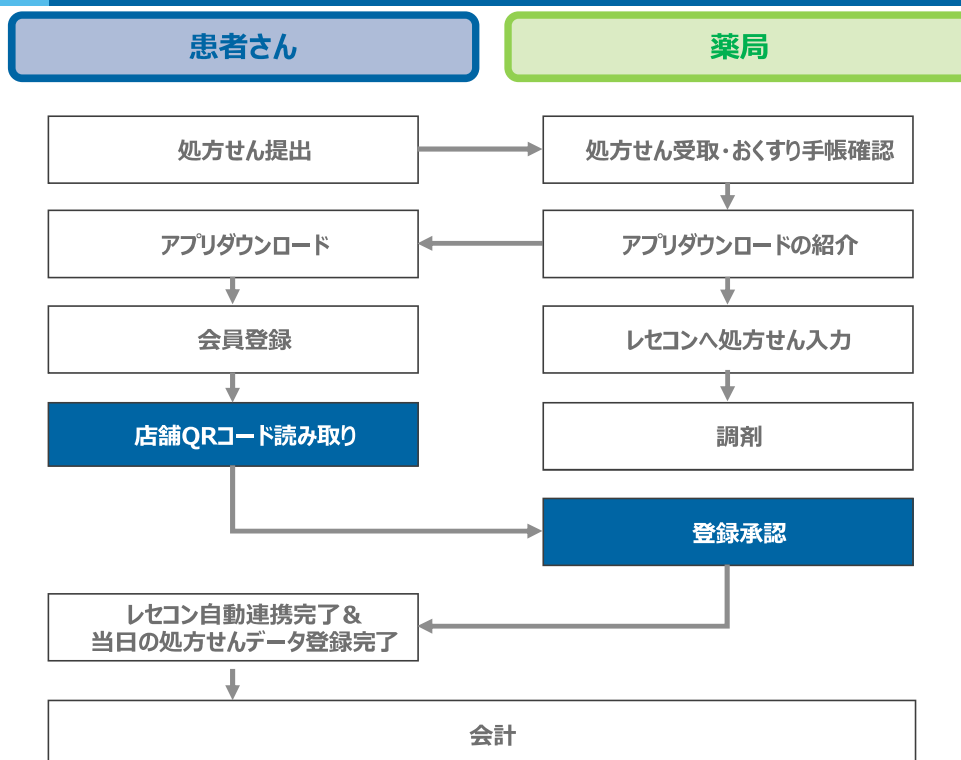 患者さん
薬局
処方せん提出
処方せん受取・おくすり手帳確認
アプリダウンロード
アプリダウンロードの紹介
会員登録
レセコンへ処方せん入力
店舗QRコード読み取り
調剤
登録承認
レセコン自動連携完了&
当日の処方せんデータ登録完了
会計